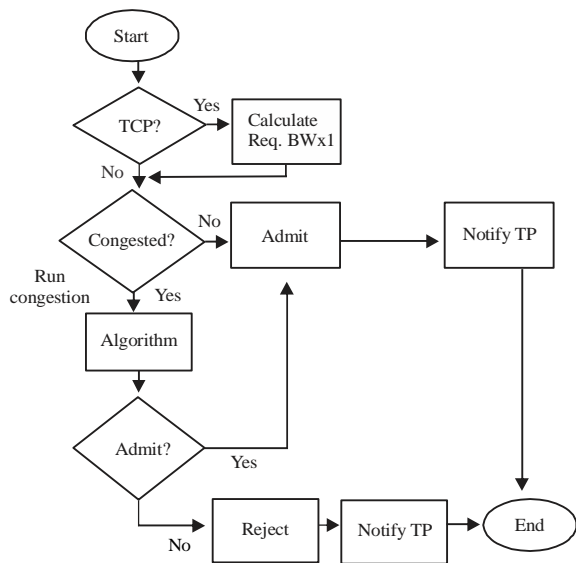 Start
Yes
TCP?
Calculate
Req. BWx1
No
No
Congested?
Admit
Notify TP
Run
congestion
Yes
Algorithm
Admit?
Yes
No
Reject
Notify TP
End